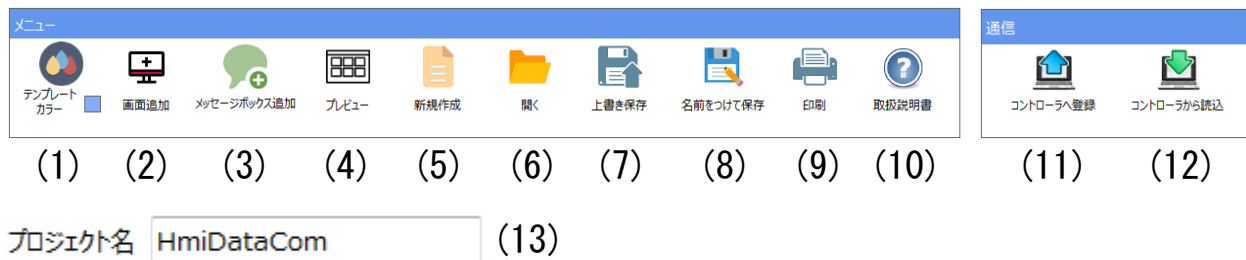 メニュー
通信
テンプレート
カラー
画面追加
メッセージボックス追加
プレビュー
新規作成
開く
上書き保存
名前をつけて保存
印刷
取扱説明書
コントローラへ登録
コントローラから読込
(1) (2) (3) (4) (5) (6) (7) (8) (9) (10) (11) (12)
プロジェクト名 HmiDataCom (13)